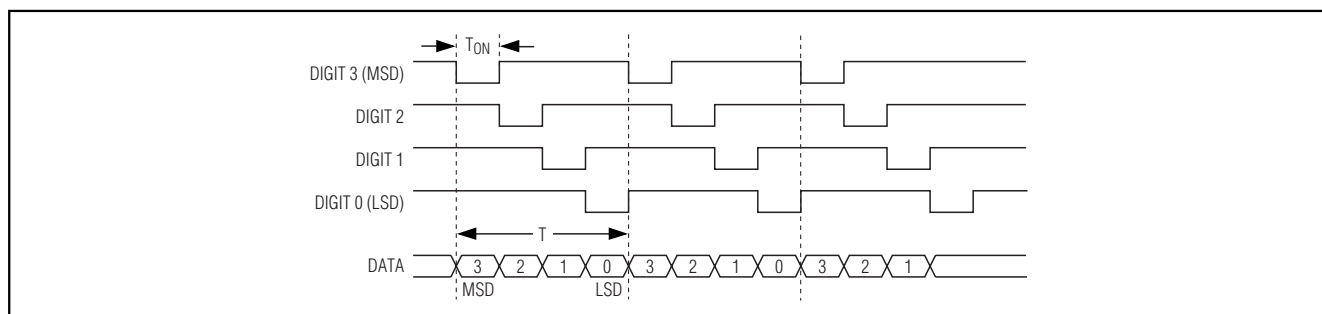 TON
DIGIT 3 (MSD)
DIGIT 2
DIGIT 1
DIGIT 0 (LSD)
T
DATA 3 2 1 0 3 2 1 0 3 2 1
MSD LSD